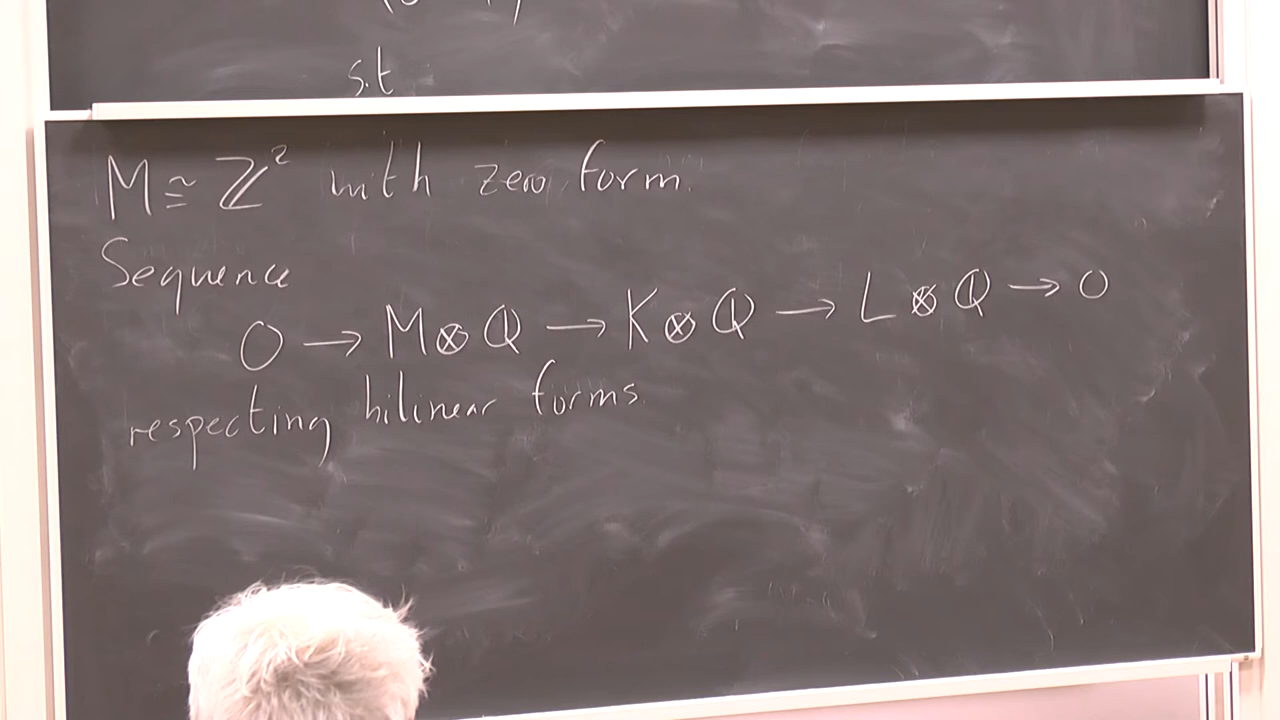 s.t
M ≅ ℤ² with zero form.
Sequence
0 → M ⊗ ℚ → K ⊗ ℚ → L ⊗ ℚ → 0
respecting bilinear forms.